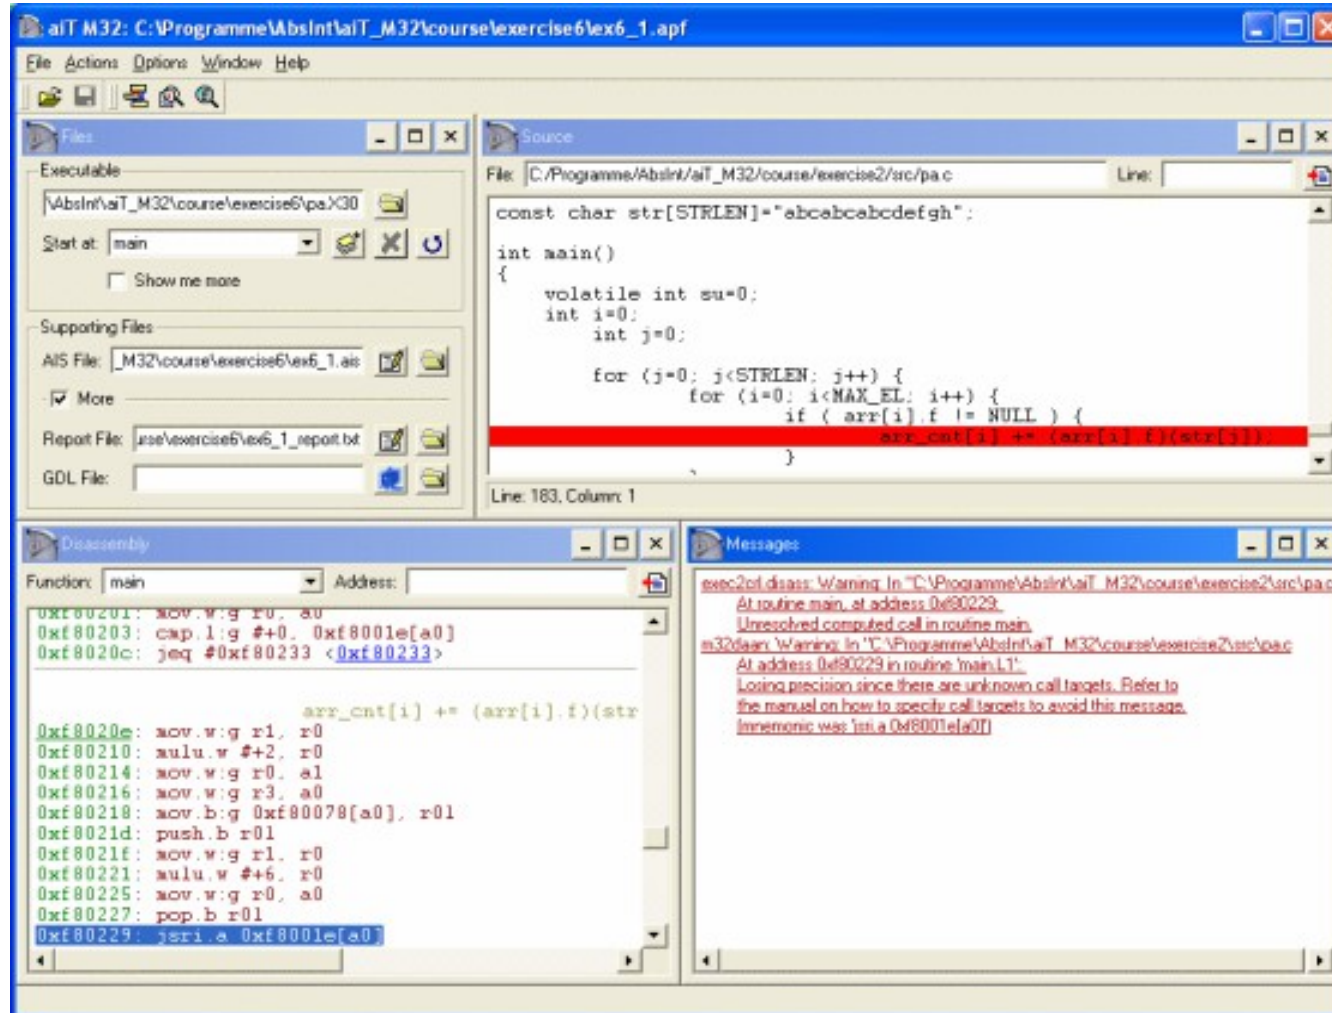 aiT M32: C:\Programme\AbsInt\aiT_M32\course\exercise6\ex6_1.apf
File Actions Options Window Help
Files
Executable
\AbsInt\aiT_M32\course\exercise6\pa.X30
Start at: main
Show me more
Supporting Files
AIS File: _M32\course\exercise6\ex6_1.ais
More
Report File: urse\exercise6\ex6_1_report.txt
GDL File:
Source
File: C:/Programme/AbsInt/aiT_M32/course/exercise2/src/pa.c Line:
const char str[STRLEN]="abcabcabcdefgh";
int main()
{
volatile int su=0;
int i=0;
int j=0;
for (j=0; j<STRLEN; j++) {
for (i=0; i<MAX_EL; i++) {
if ( arr[i].f != NULL ) {
arr_cnt[i] += (arr[i].f)(str[j]);
}
Line: 183, Column: 1
Disassembly
Function: main Address:
0xf80201: mov.w:g r0, a0
0xf80203: cmp.l:g #+0, 0xf8001e[a0]
0xf8020c: jeq #0xf80233 <0xf80233>
arr_cnt[i] += (arr[i].f)(str
0xf8020e: mov.w:g r1, r0
0xf80210: mulu.w #+2, r0
0xf80214: mov.w:g r0, a1
0xf80216: mov.w:g r3, a0
0xf80218: mov.b:g 0xf80078[a0], r0l
0xf8021d: push.b r0l
0xf8021f: mov.w:g r1, r0
0xf80221: mulu.w #+6, r0
0xf80225: mov.w:g r0, a0
0xf80227: pop.b r0l
0xf80229: jsri.a 0xf8001e[a0]
Messages
exec2crl.disass: Warning: In "C:\Programme\AbsInt\aiT_M32\course\exercise2\src\pa.c
At routine main, at address 0xf80229:
Unresolved computed call in routine main.
m32daan: Warning: In "C:\Programme\AbsInt\aiT_M32\course\exercise2\src\pa.c
At address 0xf80229 in routine 'main.L1':
Losing precision since there are unknown call targets. Refer to
the manual on how to specify call targets to avoid this message.
(mnemonic was 'jsri.a 0xf8001e[a0]')